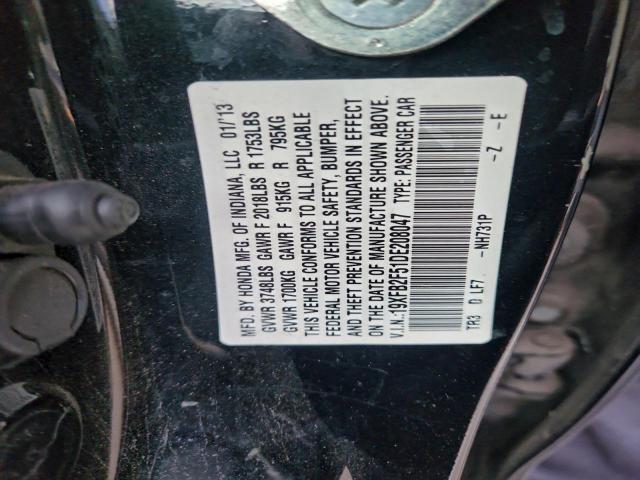 MFD. BY HONDA MFG. OF INDIANA, LLC 01/13
GVWR 3748LBS GAWR F 2018LBS R 1753LBS
GVWR 1700KG GAWR F 915KG R 795KG
THIS VEHICLE CONFORMS TO ALL APPLICABLE
FEDERAL MOTOR VEHICLE SAFETY, BUMPER,
AND THEFT PREVENTION STANDARDS IN EFFECT
ON THE DATE OF MANUFACTURE SHOWN ABOVE.
V.I.N.:19XFB2F51DE208047 TYPE: PASSENGER CAR
TR3 D LF7 -NH731P -Z -E